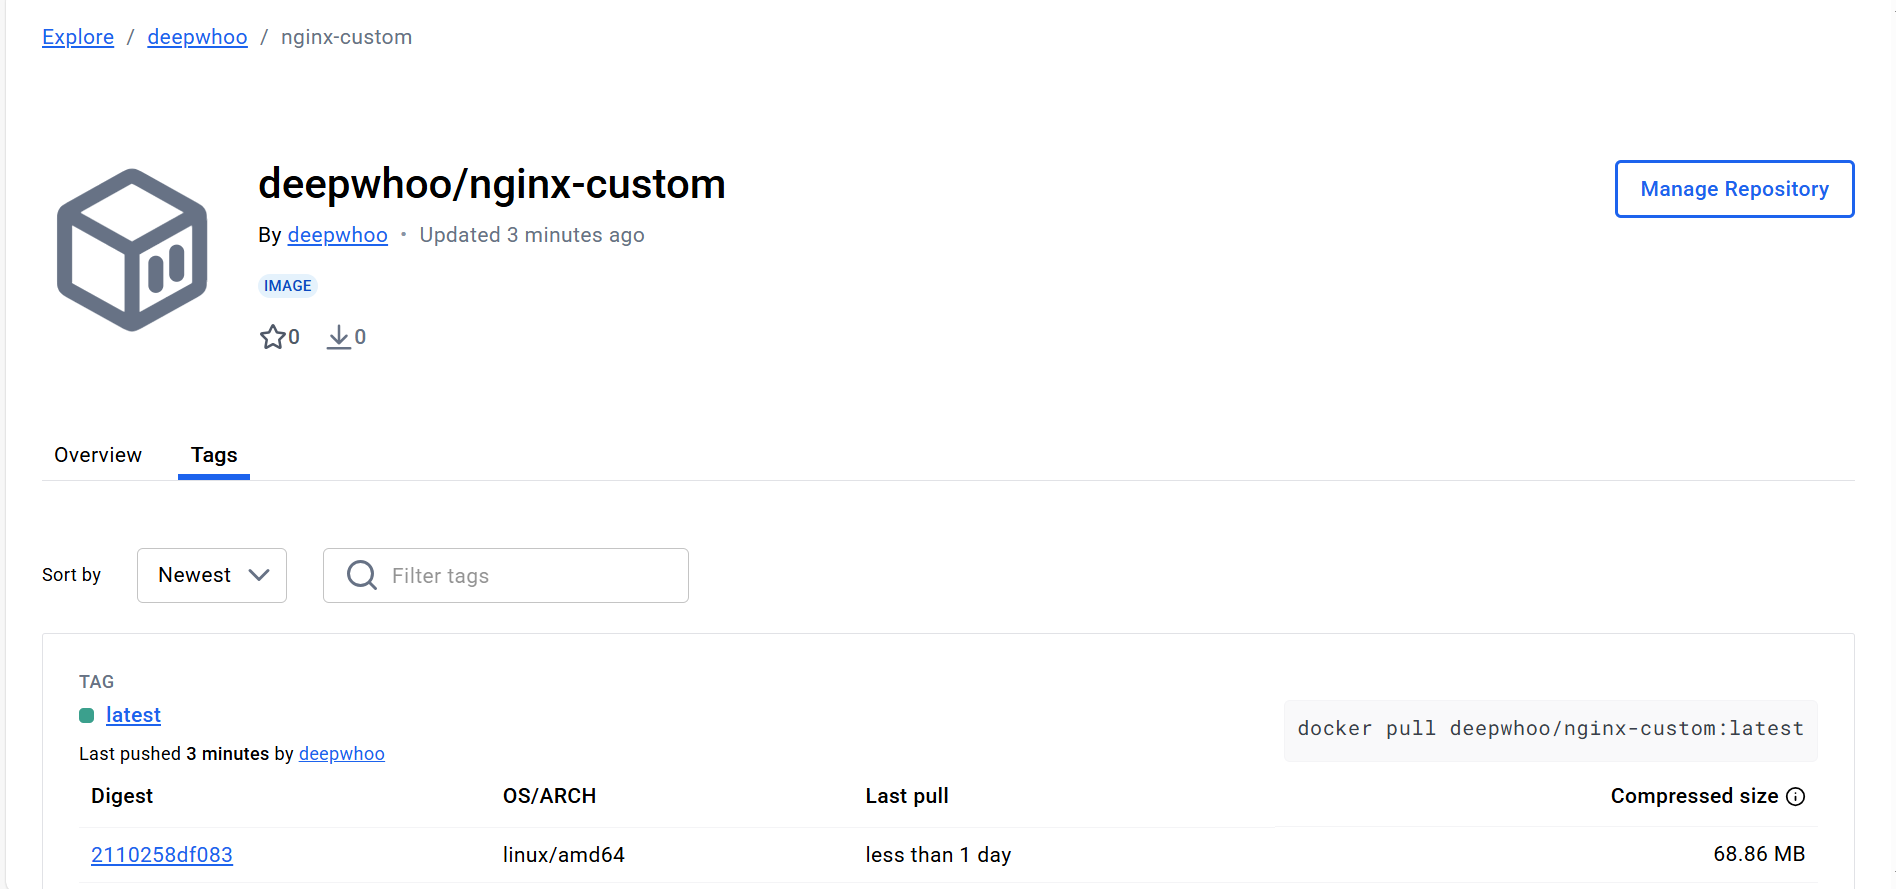 Explore / deepwhoo / nginx-custom
deepwhoo/nginx-custom
Manage Repository
By deepwhoo • Updated 3 minutes ago
IMAGE
0 0
Overview Tags
Sort by Newest Filter tags
TAG
latest
docker pull deepwhoo/nginx-custom:latest
Last pushed 3 minutes by deepwhoo
Digest OS/ARCH Last pull Compressed size
2110258df083 linux/amd64 less than 1 day 68.86 MB